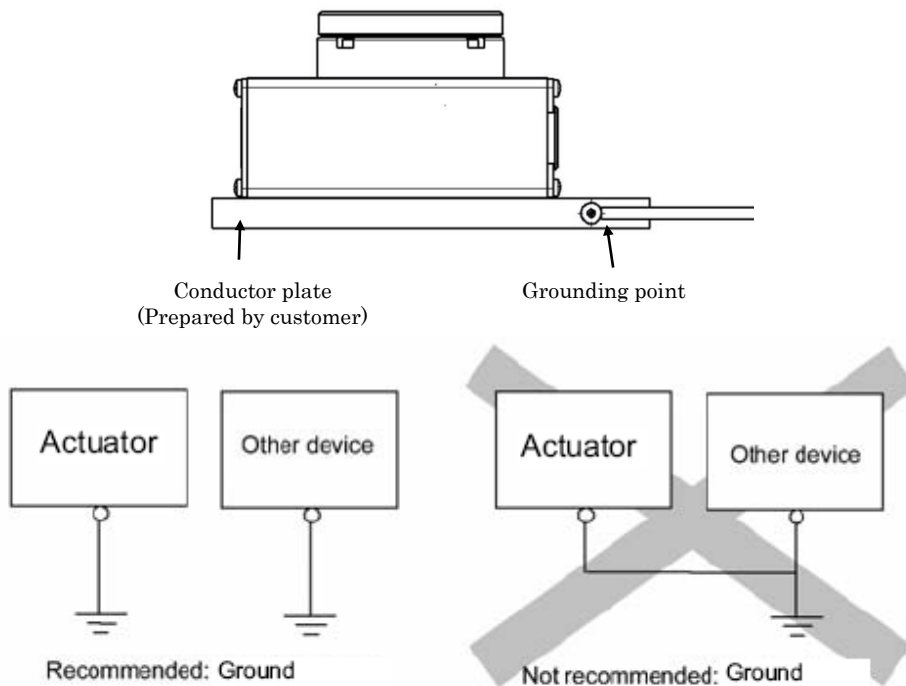 Conductor plate
(Prepared by customer)
Grounding point
Actuator
Other device
Recommended: Ground
Actuator
Other device
Not recommended: Ground